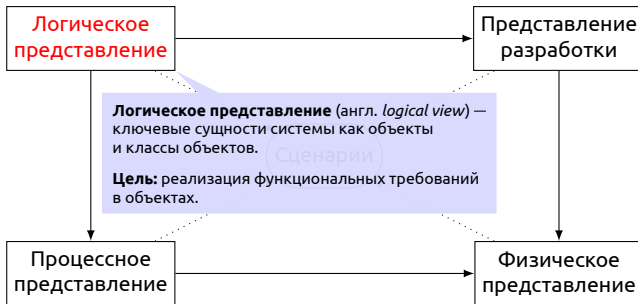 Логическое
представление
Представление
разработки
Логическое представление (англ. logical view) —
ключевые сущности системы как объекты
и классы объектов.
Сценарии
Цель: реализация функциональных требований
в объектах.
Процессное
представление
Физическое
представление